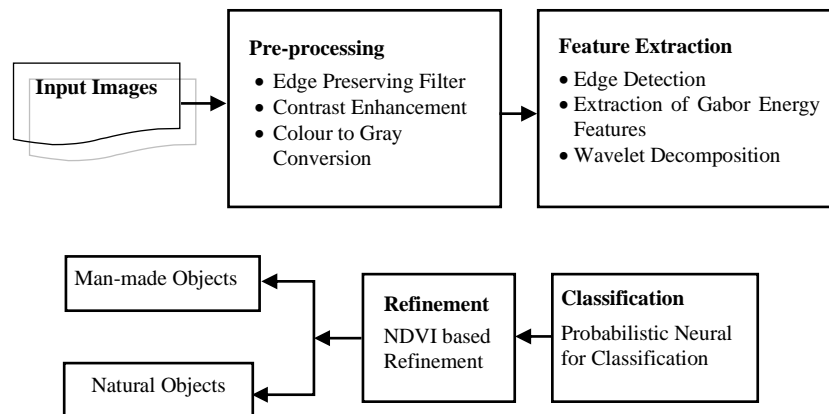 Input Images
Pre-processing
• Edge Preserving Filter
• Contrast Enhancement
• Colour to Gray
Conversion
Feature Extraction
• Edge Detection
• Extraction of Gabor Energy
Features
• Wavelet Decomposition
Man-made Objects
Natural Objects
Refinement
NDVI based
Refinement
Classification
Probabilistic Neural
for Classification